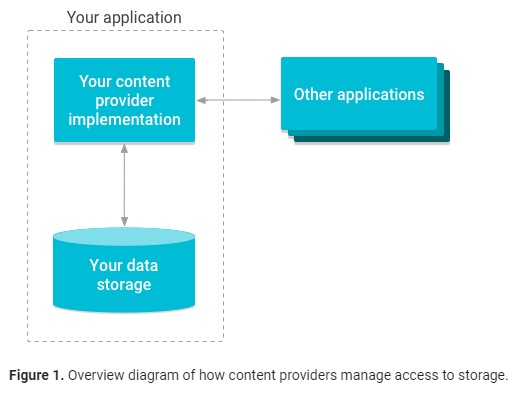 Your application
Your content
provider
implementation
Other applications
Your data
storage
Figure 1. Overview diagram of how content providers manage access to storage.